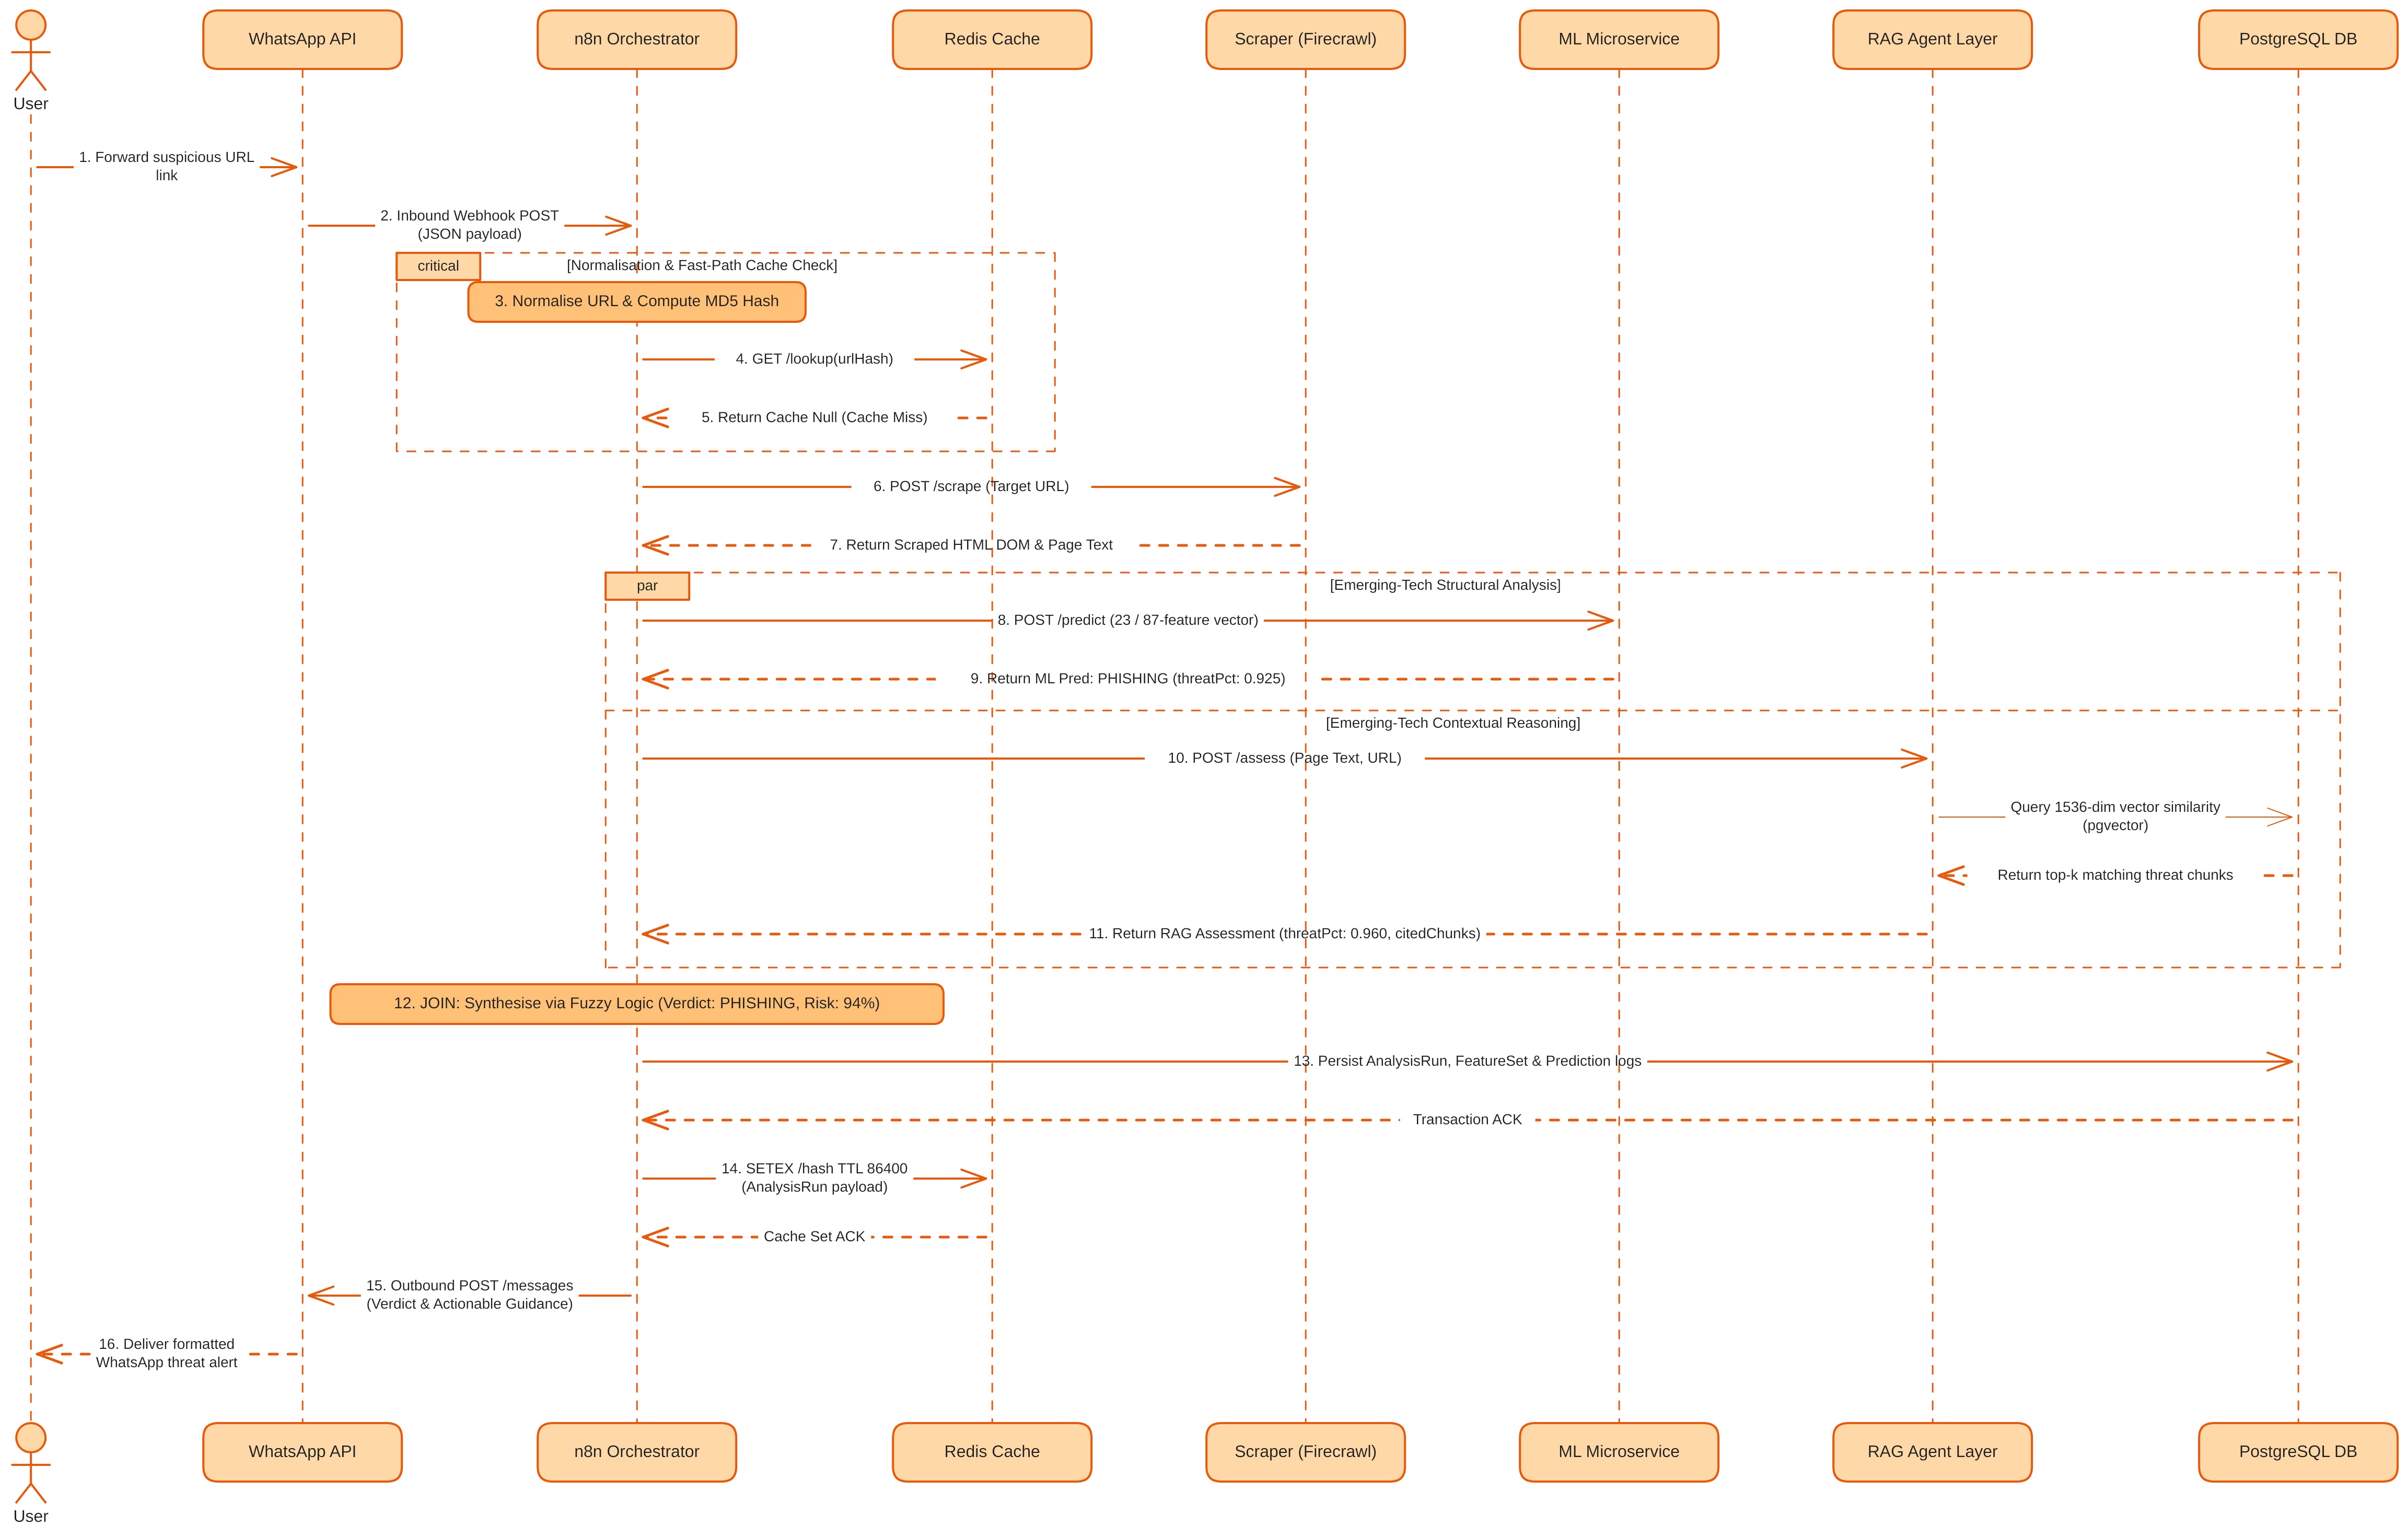 WhatsApp API
n8n Orchestrator
Redis Cache
Scraper (Firecrawl)
ML Microservice
RAG Agent Layer
PostgreSQL DB
User
1. Forward suspicious URL
link
2. Inbound Webhook POST
(JSON payload)
critical
[Normalisation & Fast-Path Cache Check]
3. Normalise URL & Compute MD5 Hash
4. GET /lookup(urlHash)
5. Return Cache Null (Cache Miss)
6. POST /scrape (Target URL)
7. Return Scraped HTML DOM & Page Text
par
[Emerging-Tech Structural Analysis]
8. POST /predict (23 / 87-feature vector)
9. Return ML Pred: PHISHING (threatPct: 0.925)
[Emerging-Tech Contextual Reasoning]
10. POST /assess (Page Text, URL)
Query 1536-dim vector similarity
(pgvector)
Return top-k matching threat chunks
11. Return RAG Assessment (threatPct: 0.960, citedChunks)
12. JOIN: Synthesise via Fuzzy Logic (Verdict: PHISHING, Risk: 94%)
13. Persist AnalysisRun, FeatureSet & Prediction logs
Transaction ACK
14. SETEX /hash TTL 86400
(AnalysisRun payload)
Cache Set ACK
15. Outbound POST /messages
(Verdict & Actionable Guidance)
16. Deliver formatted
WhatsApp threat alert
WhatsApp API
n8n Orchestrator
Redis Cache
Scraper (Firecrawl)
ML Microservice
RAG Agent Layer
PostgreSQL DB
User